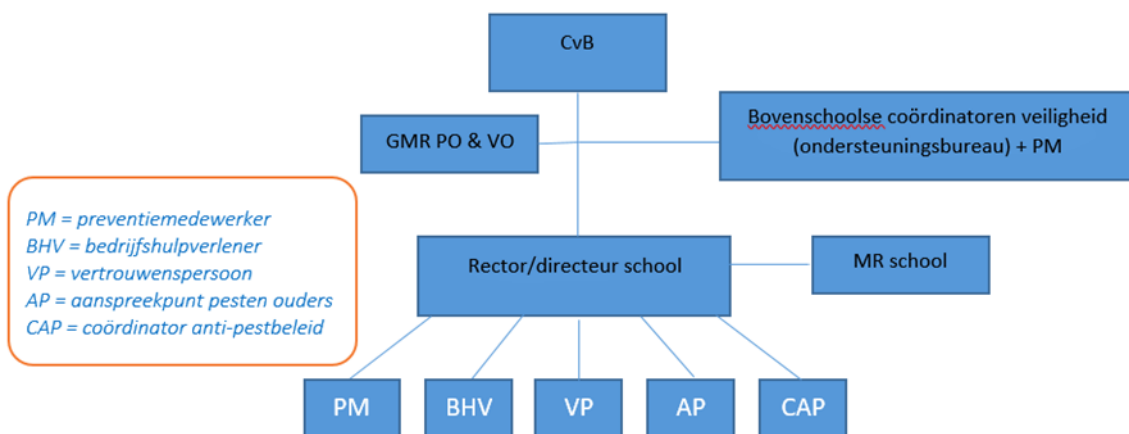 CvB
GMR PO & VO
Bovenschoolse coördinatoren veiligheid
(ondersteuningsbureau) + PM
PM = preventiemedewerker
BHV = bedrijfshulpverlener
VP = vertrouwenspersoon
AP = aanspreekpunt pesten ouders
CAP = coördinator anti-pestbeleid
Rector/directeur school
MR school
PM
BHV
VP
AP
CAP